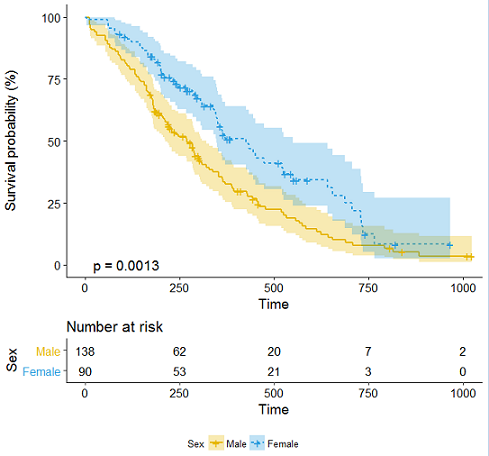 Survival probability (%)
100
75
50
25
0
p = 0.0013
0 250 500 750 1000
Time
Number at risk
Sex
Male 138 62 20 7 2
Female 90 53 21 3 0
0 250 500 750 1000
Time
Sex Male Female